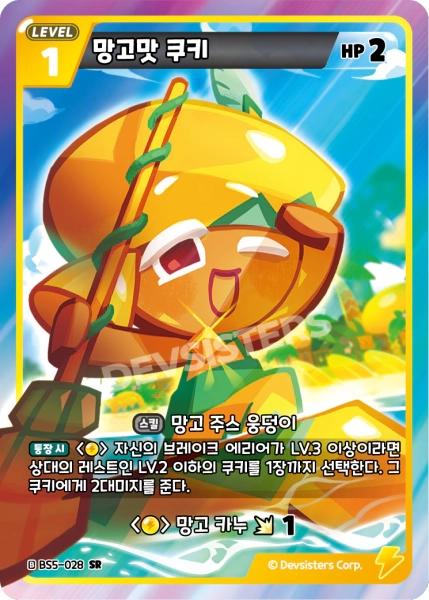 LEVEL
1
망고맛 쿠키
HP 2
DEVSISTERS
스킬 망고 주스 웅덩이
등장 시 < > 자신의 브레이크 에리어가 LV.3 이상이라면
상대의 레스트인 LV.2 이하의 쿠키를 1장까지 선택한다. 그
쿠키에게 2대미지를 준다.
< > 망고 카누 1
B BS5-028 SR
© Devsisters Corp.